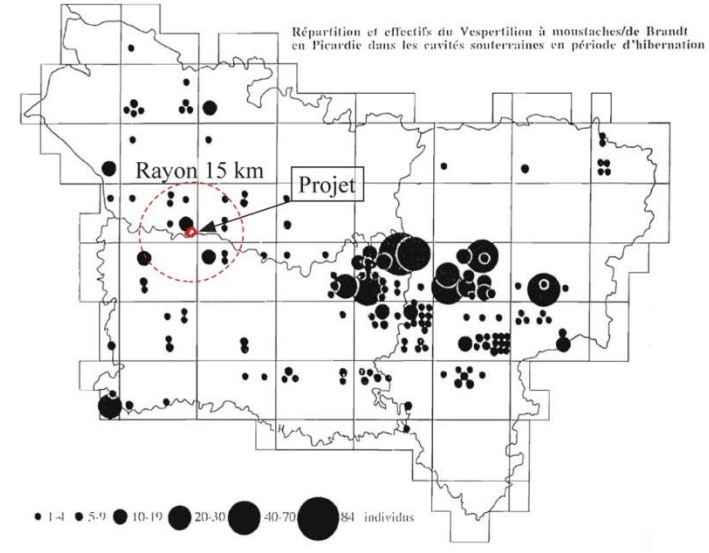 Répartition et effectifs du Vespertilion à moustaches/de Brandt
en Picardie dans les cavités souterraines en période d'hibernation
Rayon 15 km
Projet
1-4 5-9 10-19 20-30 40-70 84 individus